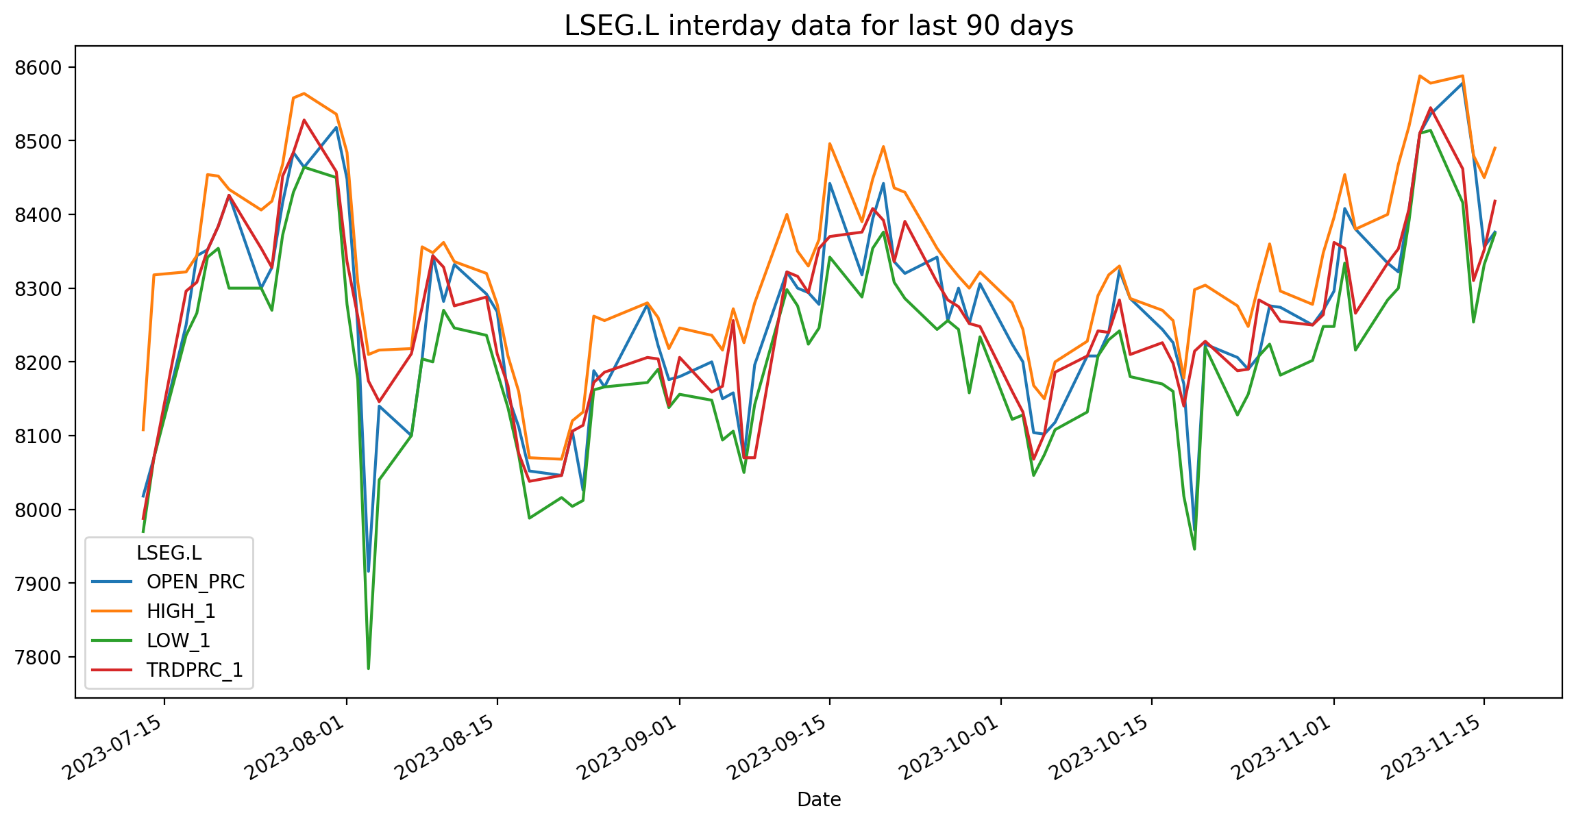 LSEG.L interday data for last 90 days
8600
8500
8400
8300
8200
8100
8000
7900
7800
LSEG.L
OPEN_PRC
HIGH_1
LOW_1
TRDPRC_1
2023-07-15
2023-08-01
2023-08-15
2023-09-01
2023-09-15
2023-10-01
2023-10-15
2023-11-01
2023-11-15
Date